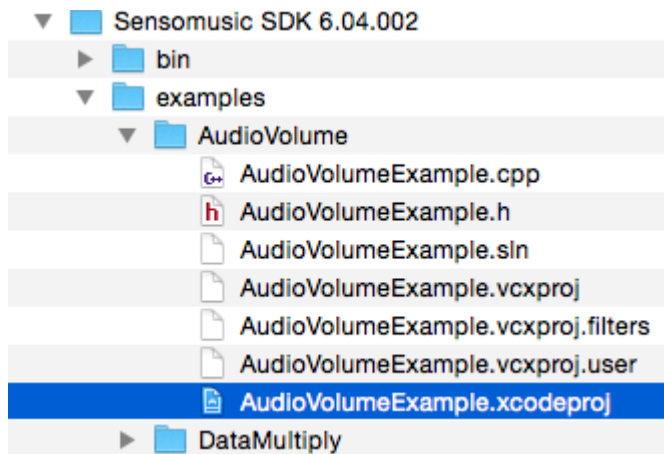 Sensomusic SDK 6.04.002
bin
examples
AudioVolume
AudioVolumeExample.cpp
AudioVolumeExample.h
AudioVolumeExample.sln
AudioVolumeExample.vcxproj
AudioVolumeExample.vcxproj.filters
AudioVolumeExample.vcxproj.user
AudioVolumeExample.xcodeproj
DataMultiply